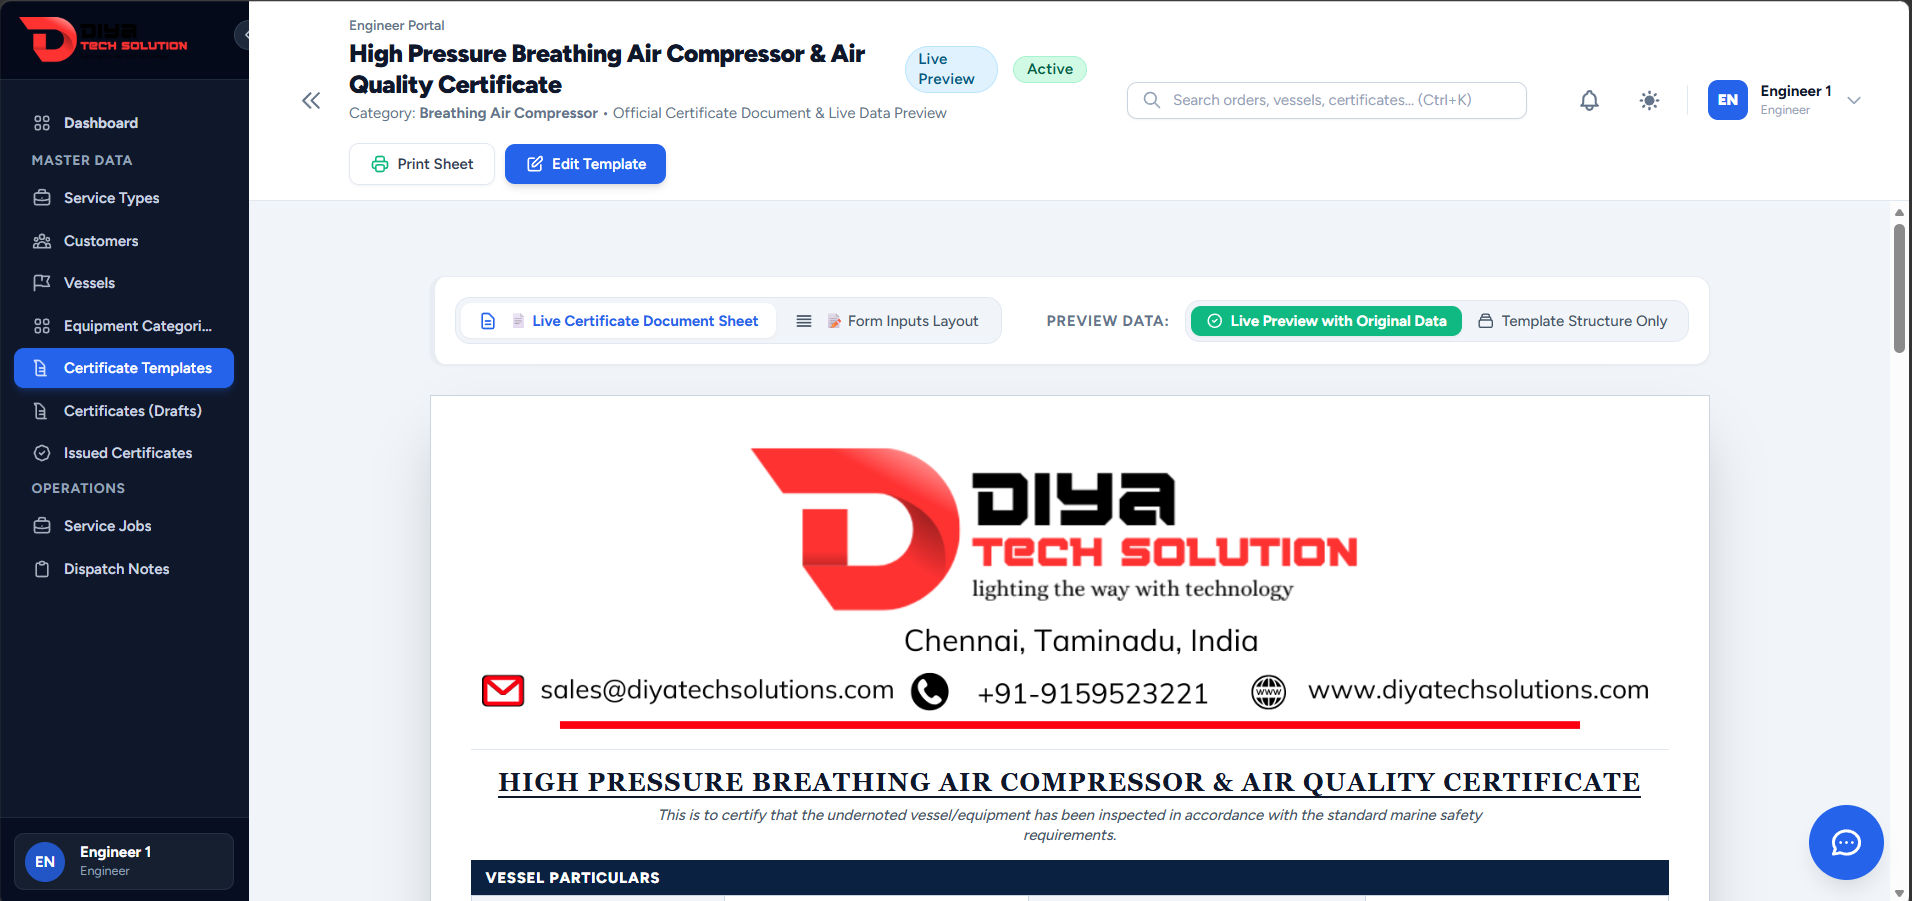 DIYA
TECH SOLUTION
Dashboard
MASTER DATA
Service Types
Customers
Vessels
Equipment Categori...
Certificate Templates
Certificates (Drafts)
Issued Certificates
OPERATIONS
Service Jobs
Dispatch Notes
EN
Engineer 1
Engineer
Engineer Portal
High Pressure Breathing Air Compressor & Air
Quality Certificate
Live
Preview
Active
Category: Breathing Air Compressor • Official Certificate Document & Live Data Preview
Search orders, vessels, certificates... (Ctrl+K)
EN
Engineer 1
Engineer
Print Sheet
Edit Template
Live Certificate Document Sheet
Form Inputs Layout
PREVIEW DATA:
Live Preview with Original Data
Template Structure Only
DIYA
TECH SOLUTION
lighting the way with technology
Chennai, Taminadu, India
sales@diyatechsolutions.com
+91-9159523221
www
www.diyatechsolutions.com
HIGH PRESSURE BREATHING AIR COMPRESSOR & AIR QUALITY CERTIFICATE
This is to certify that the undernoted vessel/equipment has been inspected in accordance with the standard marine safety
requirements.
VESSEL PARTICULARS